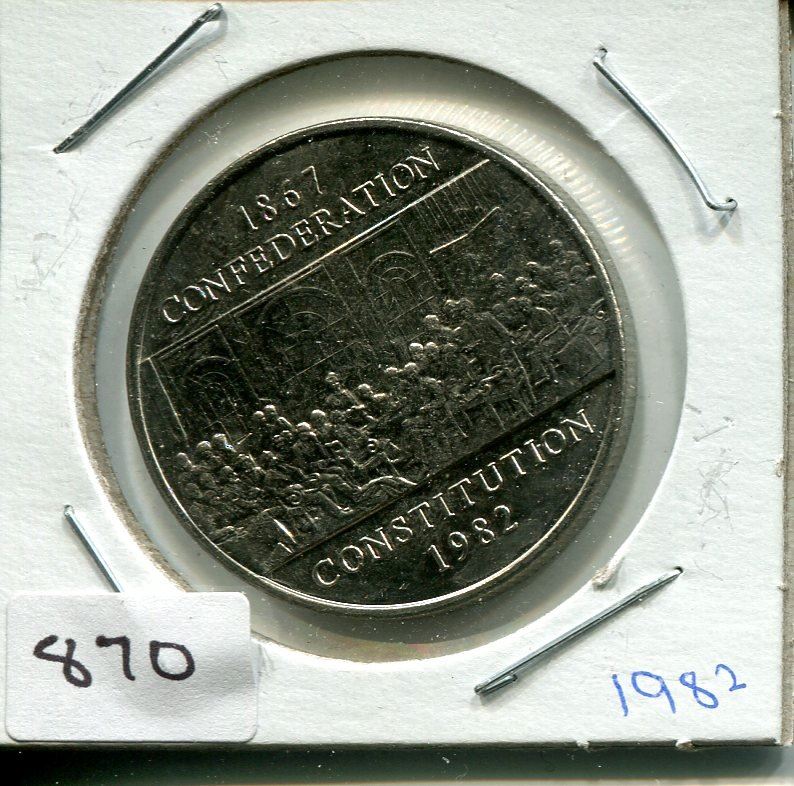 1867
CONFEDERATION
CONSTITUTION
1982
870
1982